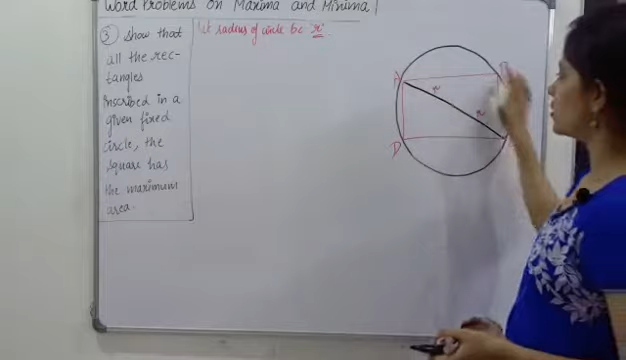 Word Problems on Maxima and Minima
③ Show that
all the rec-
tangles
inscribed in a
given fixed
circle, the
square has
the maximum
area.
let radius of circle be 'r'.
A
r
r
D